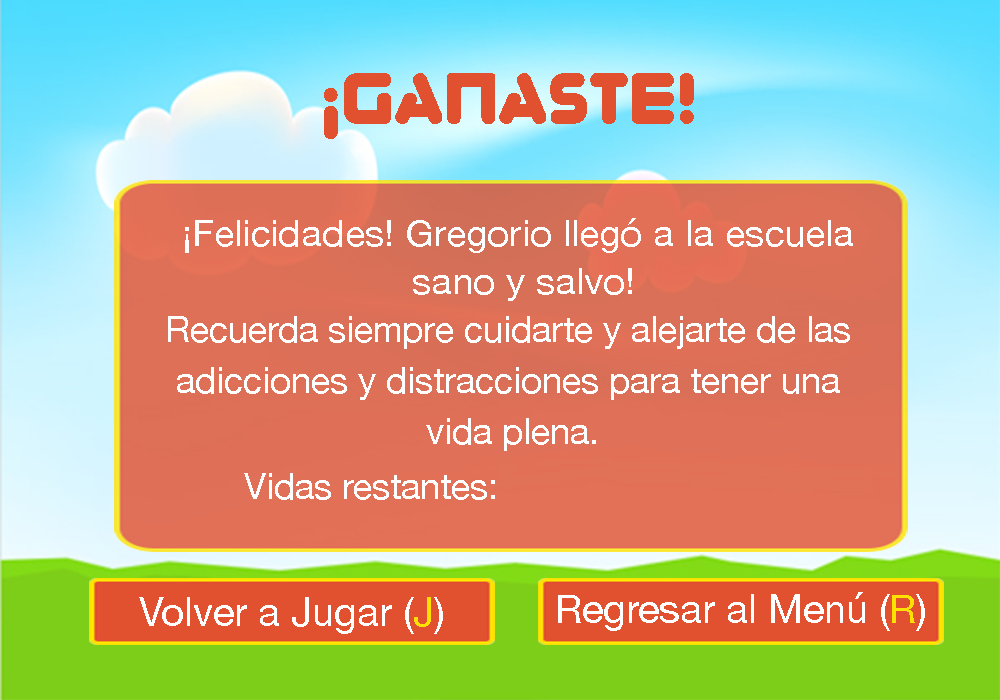 ¡GANASTE!
¡Felicidades! Gregorio llegó a la escuela
sano y salvo!
Recuerda siempre cuidarte y alejarte de las
adicciones y distracciones para tener una
vida plena.
Vidas restantes:
Volver a Jugar (J)
Regresar al Menú (R)